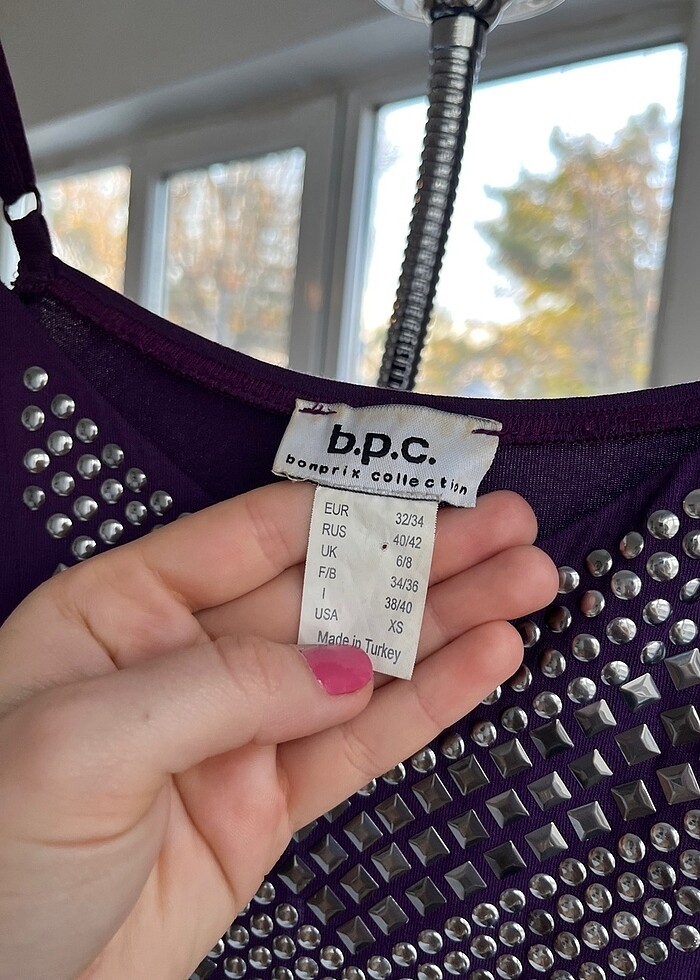 b.p.c.
bonprix collection
EUR 32/34
RUS 40/42
UK 6/8
F/B 34/36
I 38/40
USA XS
Made in Turkey